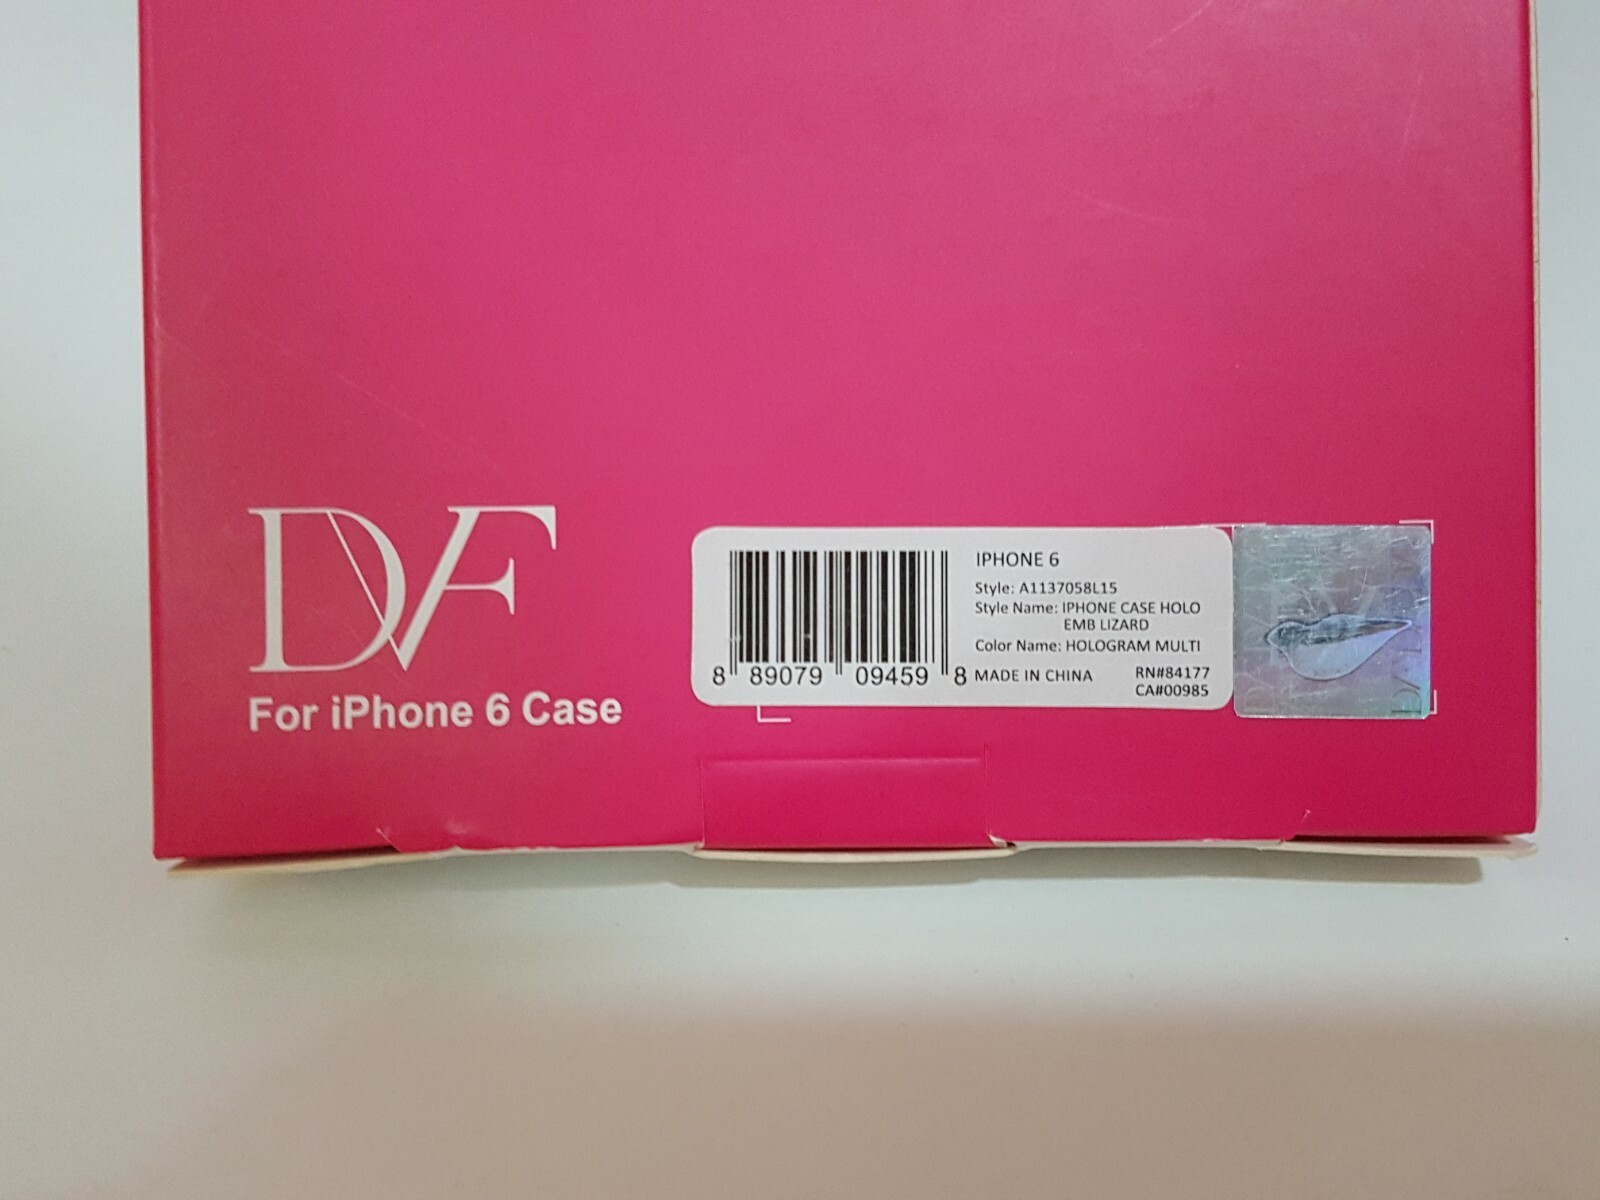 DVF
For iPhone 6 Case
8 89079 09459 8
IPHONE 6
Style: A1137058L15
Style Name: IPHONE CASE HOLO
EMB LIZARD
Color Name: HOLOGRAM MULTI
MADE IN CHINA
RN#84177
CA#00985